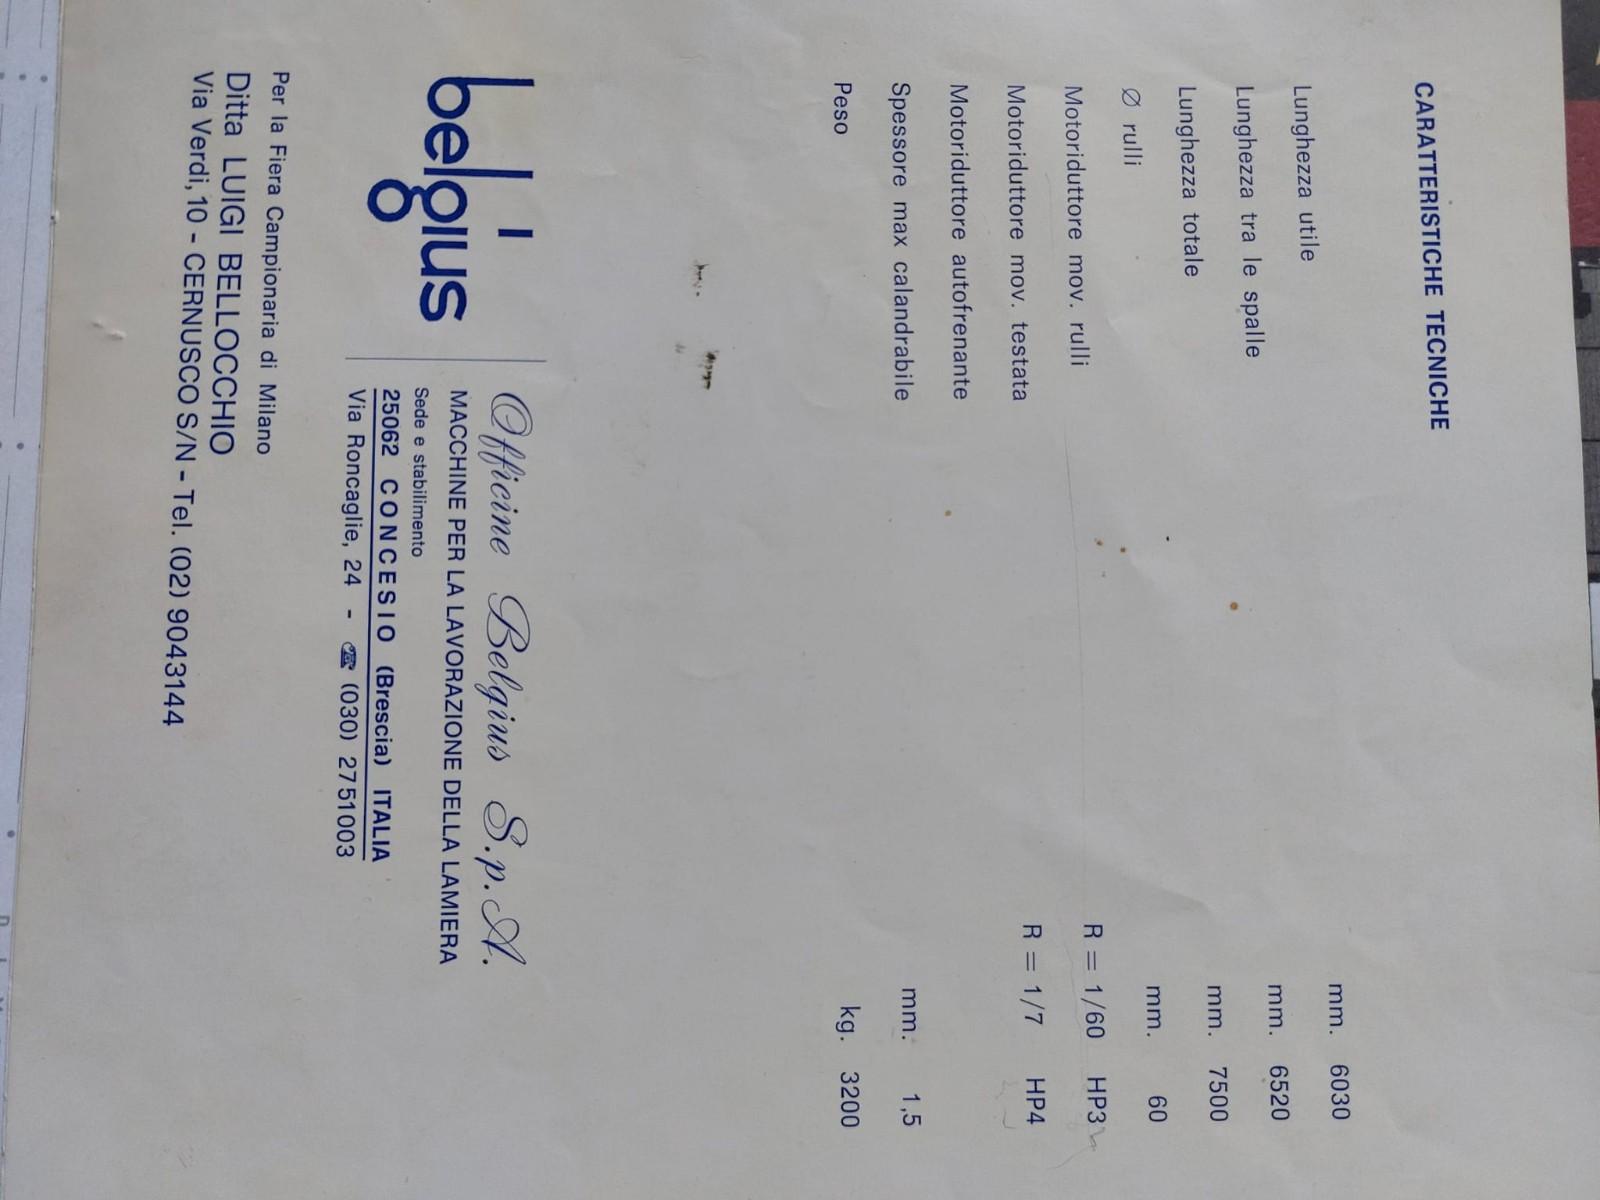 CARATTERISTICHE TECNICHE
Lunghezza utile mm. 6030
Lunghezza tra le spalle mm. 6520
Lunghezza totale mm. 7500
Ø rulli mm. 60
Motoriduttore mov. rulli R = 1/60 HP3
Motoriduttore mov. testata R = 1/7 HP4
Motoriduttore autofrenante
Spessore max calandrabile mm. 1,5
Peso kg. 3200
belgius
Officine Belgius S.p.A.
MACCHINE PER LA LAVORAZIONE DELLA LAMIERA
Sede e stabilimento
25062 CONCESIO (Brescia) ITALIA
Via Roncaglie, 24 - ☎ (030) 2751003
Per la Fiera Campionaria di Milano
Ditta LUIGI BELLOCCHIO
Via Verdi, 10 - CERNUSCO S/N - Tel. (02) 9043144